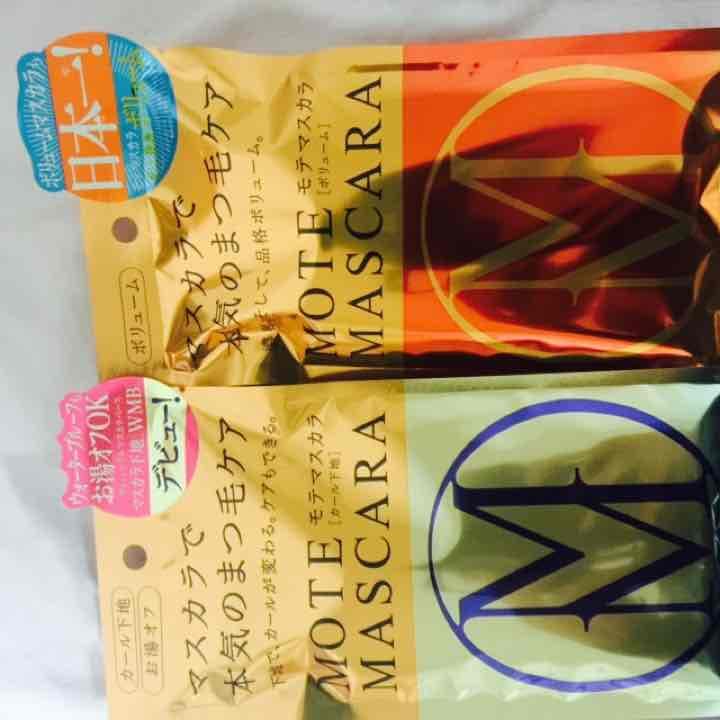 ボリュームマスカラ
日本一!
ボリューム
マスカラで
本気のまつ毛ケア
そして、品格ボリューム。
MOTE モテマスカラ
[ボリューム]
MASCARA
M
ウォータープルーフも
お湯オフOK
マスカラ下地 WMB
デビュー!
カール下地
お湯オフ
マスカラで
本気のまつ毛ケア
下地で、カールが変わる。ケアもできる。
MOTE モテマスカラ
[カール下地]
MASCARA
M